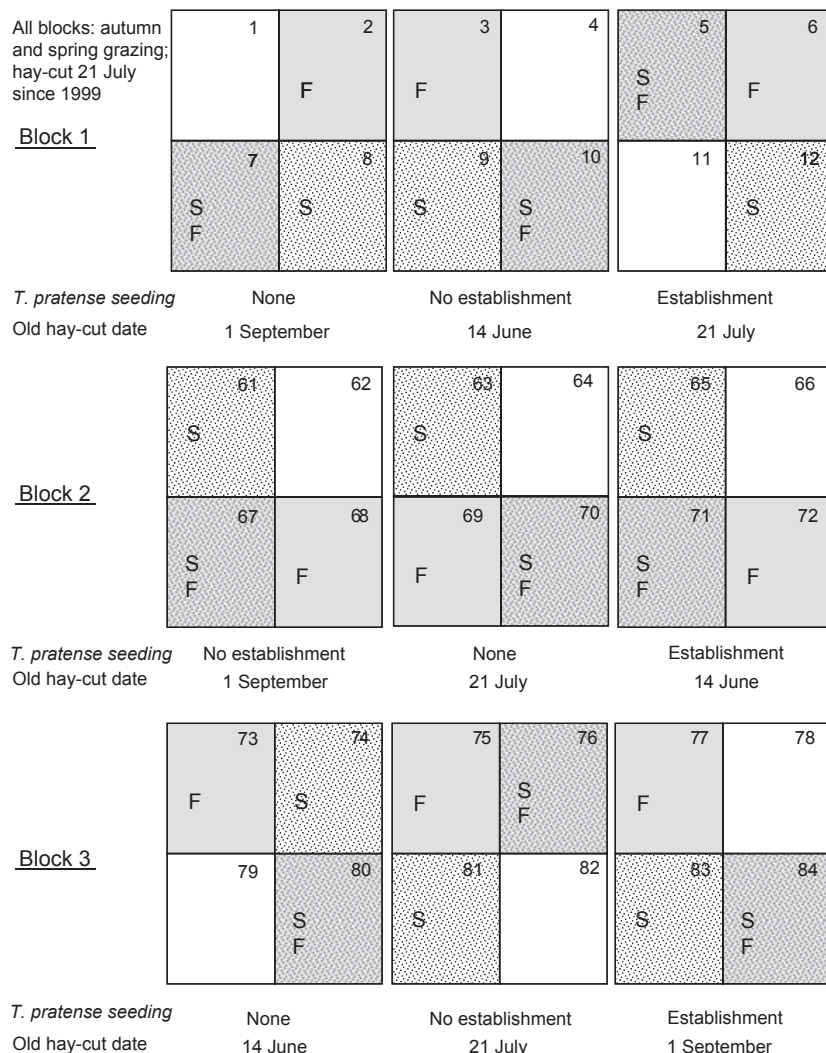 All blocks: autumn
and spring grazing;
hay-cut 21 July
since 1999
Block 1
1 2 3 4 5 6
F F S F
F
7 8 9 10 11 12
S S S S S
F F
T. pratense seeding None No establishment Establishment
Old hay-cut date 1 September 14 June 21 July
Block 2
61 62 63 64 65 66
S S S
67 68 69 70 71 72
S F F S S F
F F F
T. pratense seeding No establishment None Establishment
Old hay-cut date 1 September 21 July 14 June
Block 3
73 74 75 76 77 78
F S F S F
F
79 80 81 82 83 84
S S S S
F F
T. pratense seeding None No establishment Establishment
Old hay-cut date 14 June 21 July 1 September